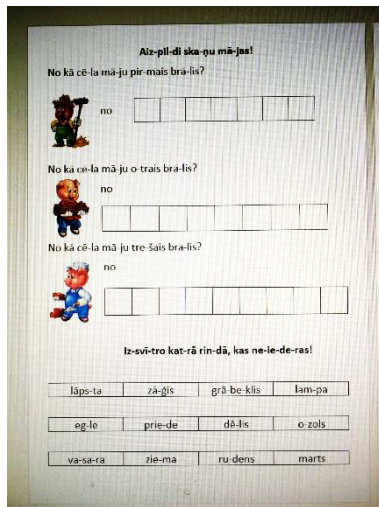 Aiz-pil-di ska-ņu mā-jas!
No kā cē-la mā-ju pir-mais brā-lis?
no
No kā cē-la mā-ju o-trais brā-lis?
no
No kā cē-la mā-ju tre-šais brā-lis?
no
Iz-svī-tro kat-rā rin-dā, kas ne-ie-de-ras!
lāps-ta zā-ģis grā-be-klis lam-pa
eg-le prie-de dē-lis o-zols
va-sa-ra zie-ma ru-dens marts